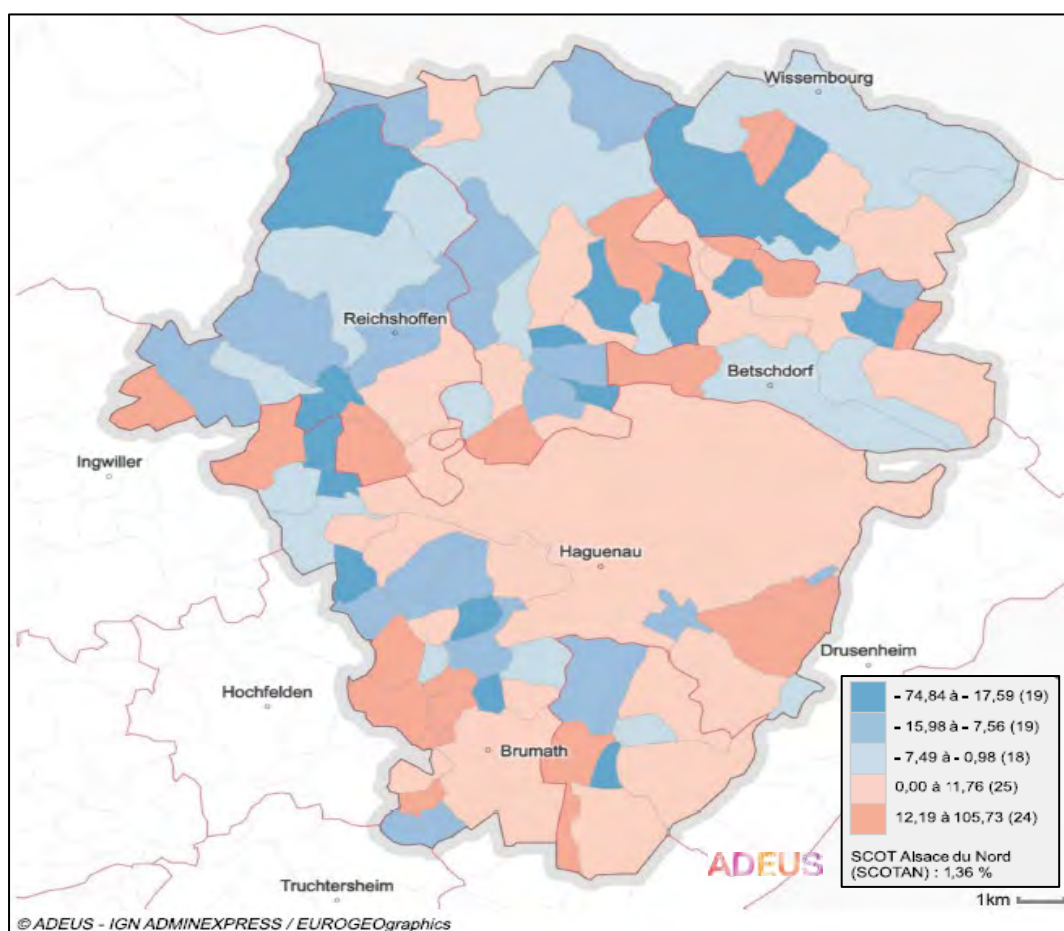 Wissembourg
Reichshoffen
Betschdorf
Ingwiller
Haguenau
Drusenheim
Hochfelden
Brumath
Truchtersheim
- 74,84 à - 17,59 (19)
- 15,98 à - 7,56 (19)
- 7,49 à - 0,98 (18)
0,00 à 11,76 (25)
12,19 à 105,73 (24)
SCOT Alsace du Nord
(SCOTAN) : 1,36 %
ADEUS
1km
© ADEUS - IGN ADMINEXPRESS / EUROGEOgraphics